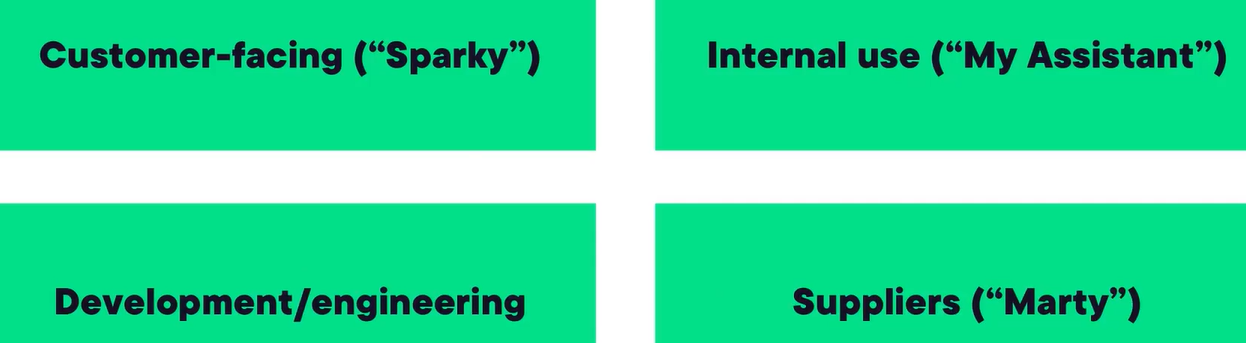 Customer-facing (“Sparky”)
Internal use (“My Assistant”)
Development/engineering
Suppliers (“Marty”)